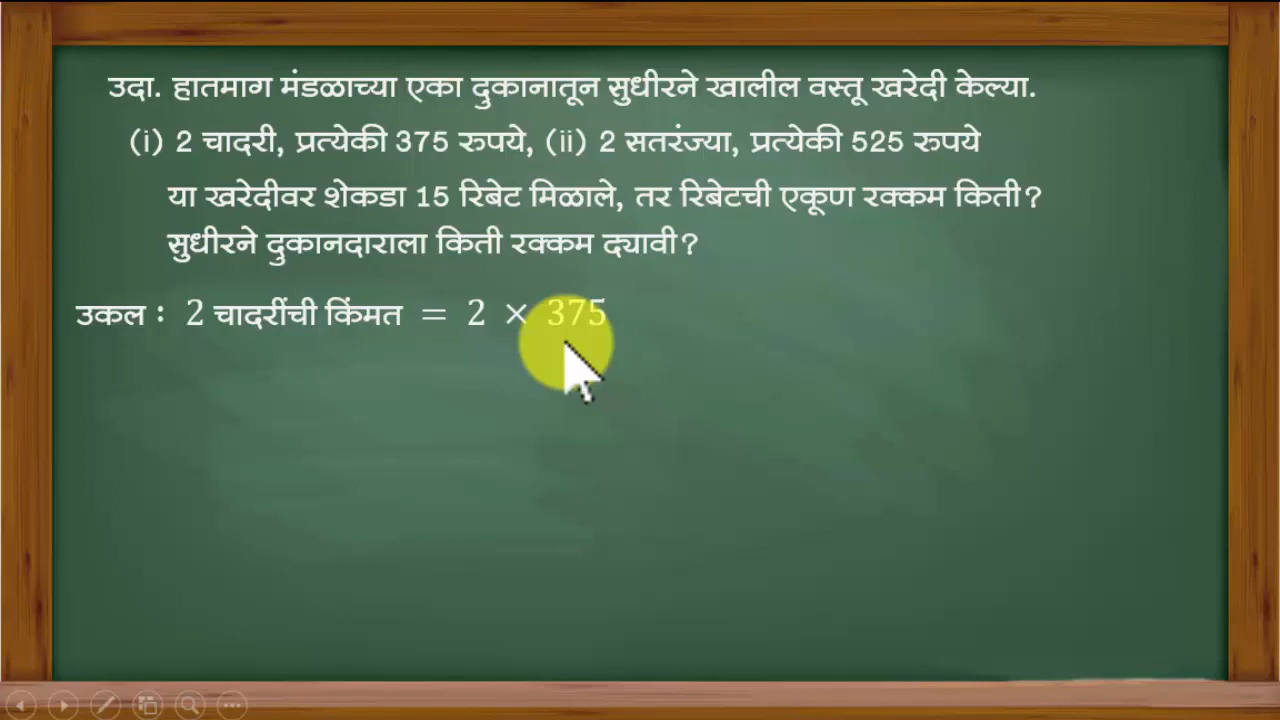 उदा. हातमाग मंडळाच्या एका दुकानातून सुधीरने खालील वस्तू खरेदी केल्या.
(i) 2 चादरी, प्रत्येकी 375 रुपये, (ii) 2 सतरंज्या, प्रत्येकी 525 रुपये
या खरेदीवर शेकडा 15 रिबेट मिळाले, तर रिबेटची एकूण रक्कम किती?
सुधीरने दुकानदाराला किती रक्कम द्यावी?
उकल : 2 चादरींची किंमत = 2 × 375